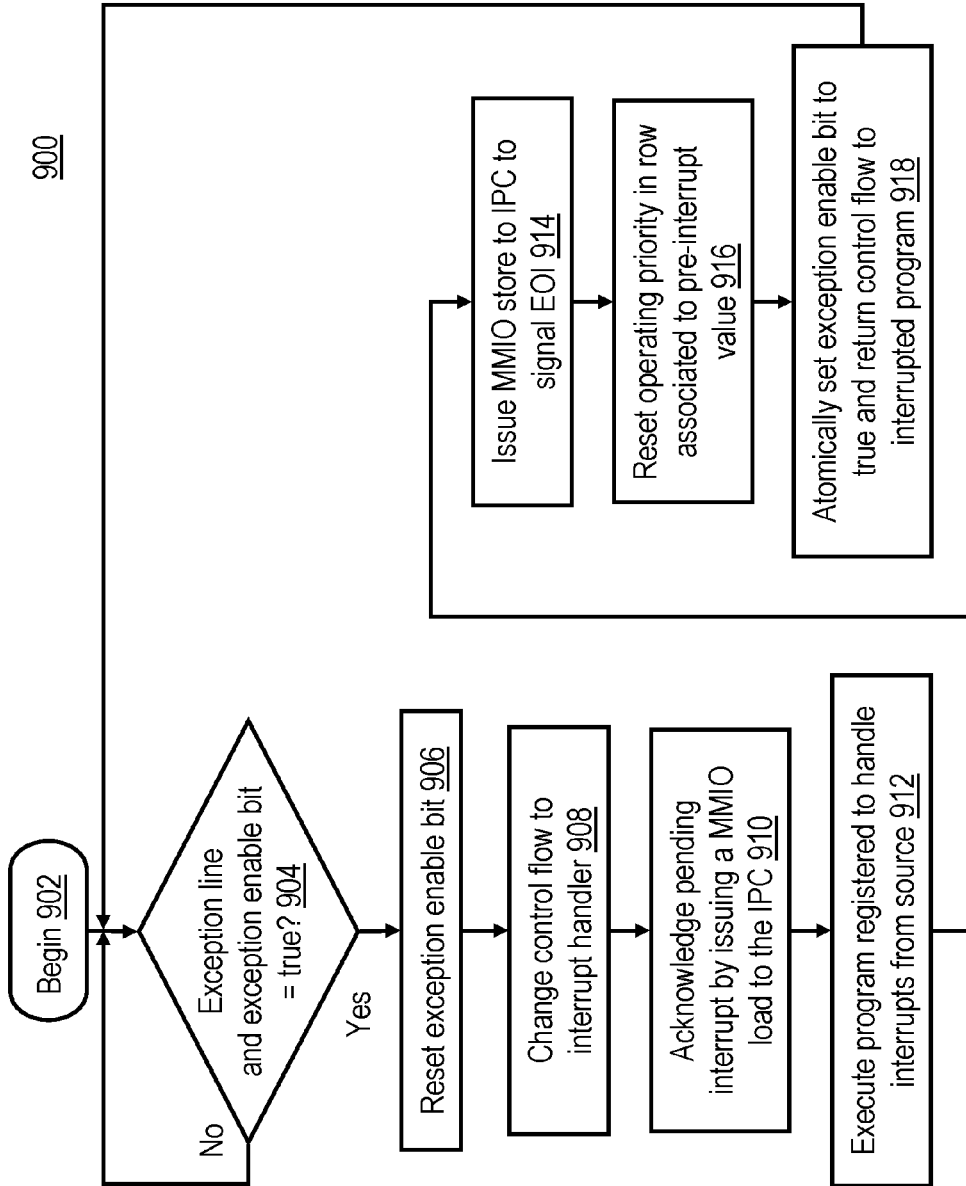 900
Begin 902
Exception line
and exception enable bit
= true? 904
No
Yes
Reset exception enable bit 906
Change control flow to
interrupt handler 908
Acknowledge pending
interrupt by issuing a MMIO
load to the IPC 910
Execute program registered to handle
interrupts from source 912
Issue MMIO store to IPC to
signal EOI 914
Reset operating priority in row
associated to pre-interrupt
value 916
Atomically set exception enable bit to
true and return control flow to
interrupted program 918